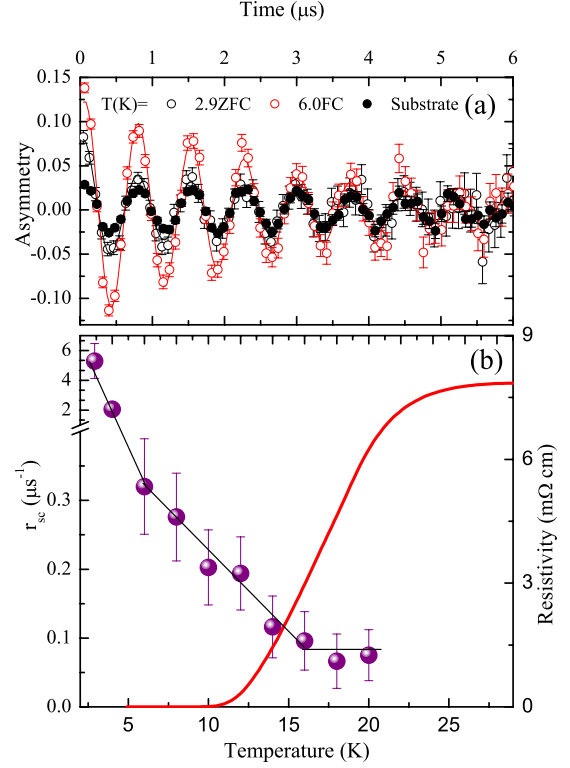 Time (μs)
0 1 2 3 4 5 6
T(K)= 2.9ZFC 6.0FC Substrate (a)
0.15
0.10
0.05
0.00
-0.05
-0.10
Asymmetry
(b)
6
4
2
0.3
0.2
0.1
0.0
r_sc (μs⁻¹)
9
6
3
0
Resistivity (mΩ cm)
5 10 15 20 25
Temperature (K)